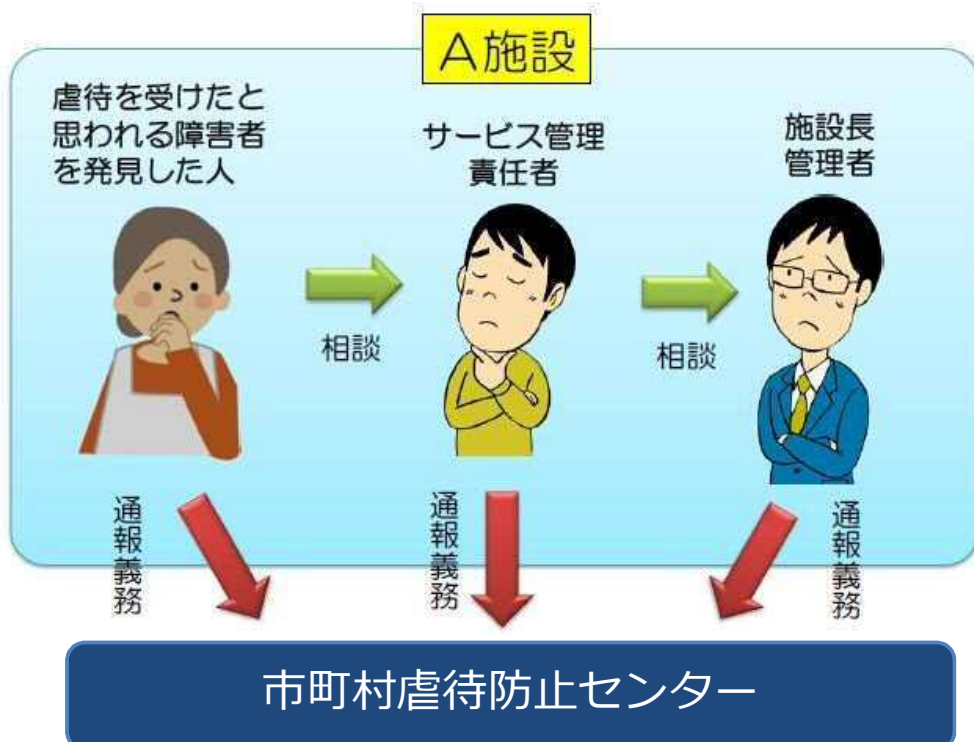 A施設
虐待を受けたと
思われる障害者
を発見した人
サービス管理
責任者
施設長
管理者
相談
相談
通報義務
通報義務
通報義務
市町村虐待防止センター